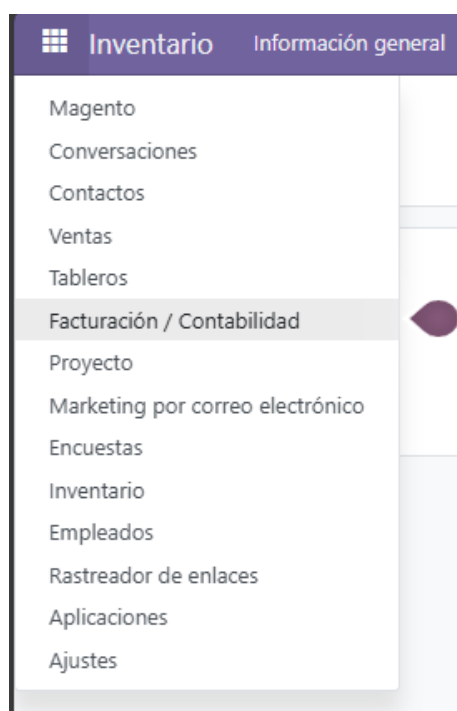 Inventario Información general
Magento
Conversaciones
Contactos
Ventas
Tableros
Facturación / Contabilidad
Proyecto
Marketing por correo electrónico
Encuestas
Inventario
Empleados
Rastreador de enlaces
Aplicaciones
Ajustes